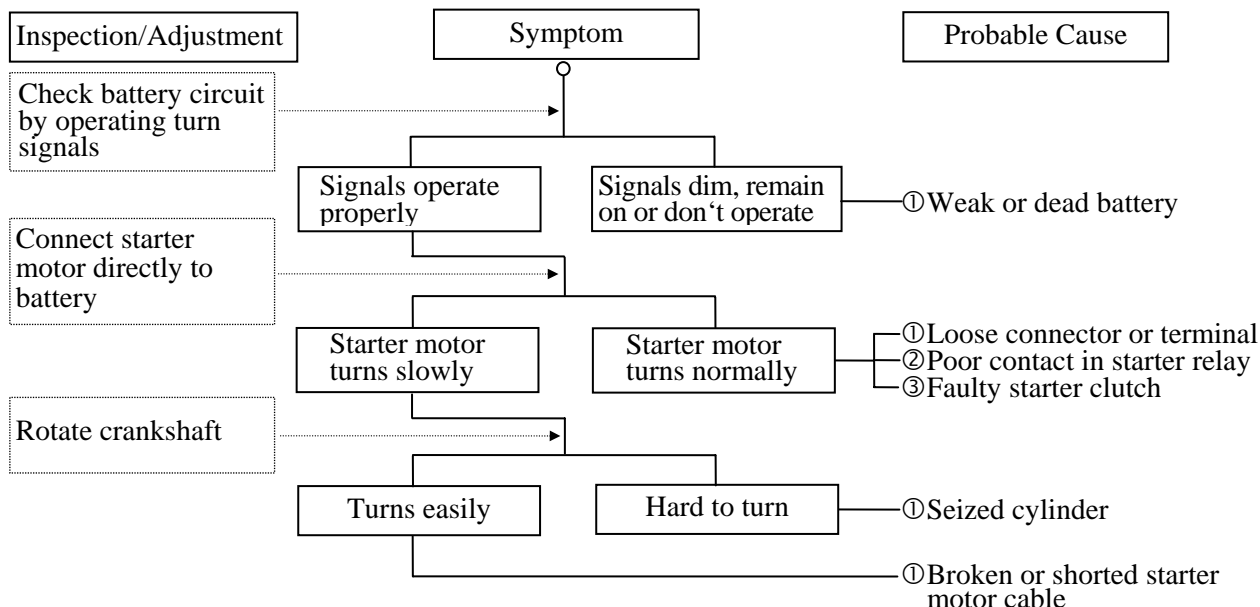 Inspection/Adjustment
Symptom
Probable Cause
Check battery circuit
by operating turn
signals
Signals operate
properly
Signals dim, remain
on or don‘t operate
①Weak or dead battery
Connect starter
motor directly to
battery
Starter motor
turns slowly
Starter motor
turns normally
①Loose connector or terminal
②Poor contact in starter relay
③Faulty starter clutch
Rotate crankshaft
Turns easily
Hard to turn
①Seized cylinder
①Broken or shorted starter
motor cable